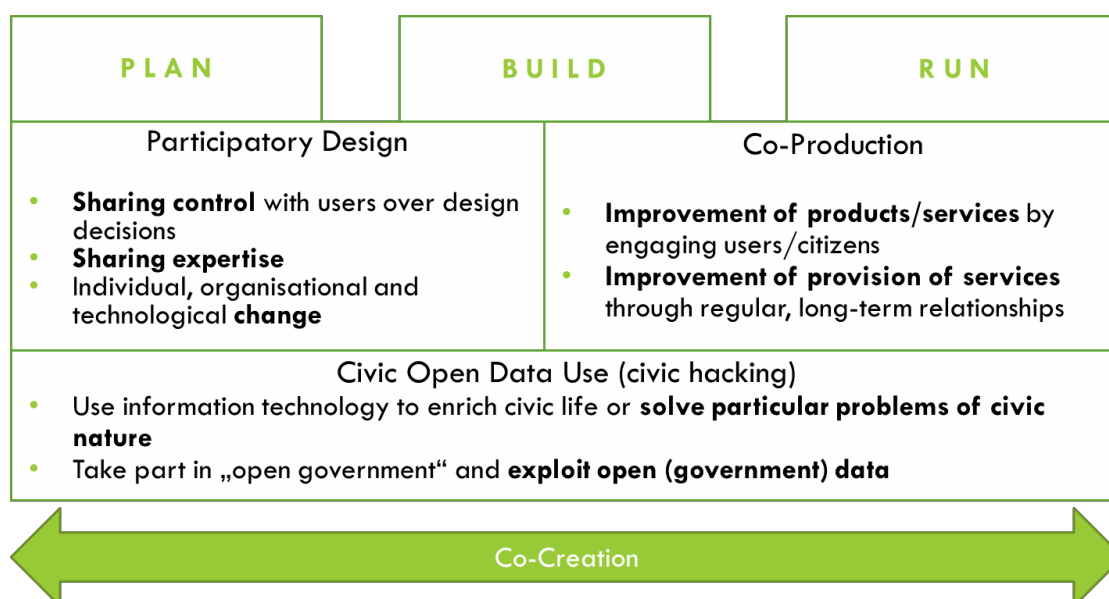 PLAN
BUILD
RUN
Participatory Design
• Sharing control with users over design
decisions
• Sharing expertise
• Individual, organisational and
technological change
Co-Production
• Improvement of products/services by
engaging users/citizens
• Improvement of provision of services
through regular, long-term relationships
Civic Open Data Use (civic hacking)
• Use information technology to enrich civic life or solve particular problems of civic
nature
• Take part in „open government“ and exploit open (government) data
Co-Creation